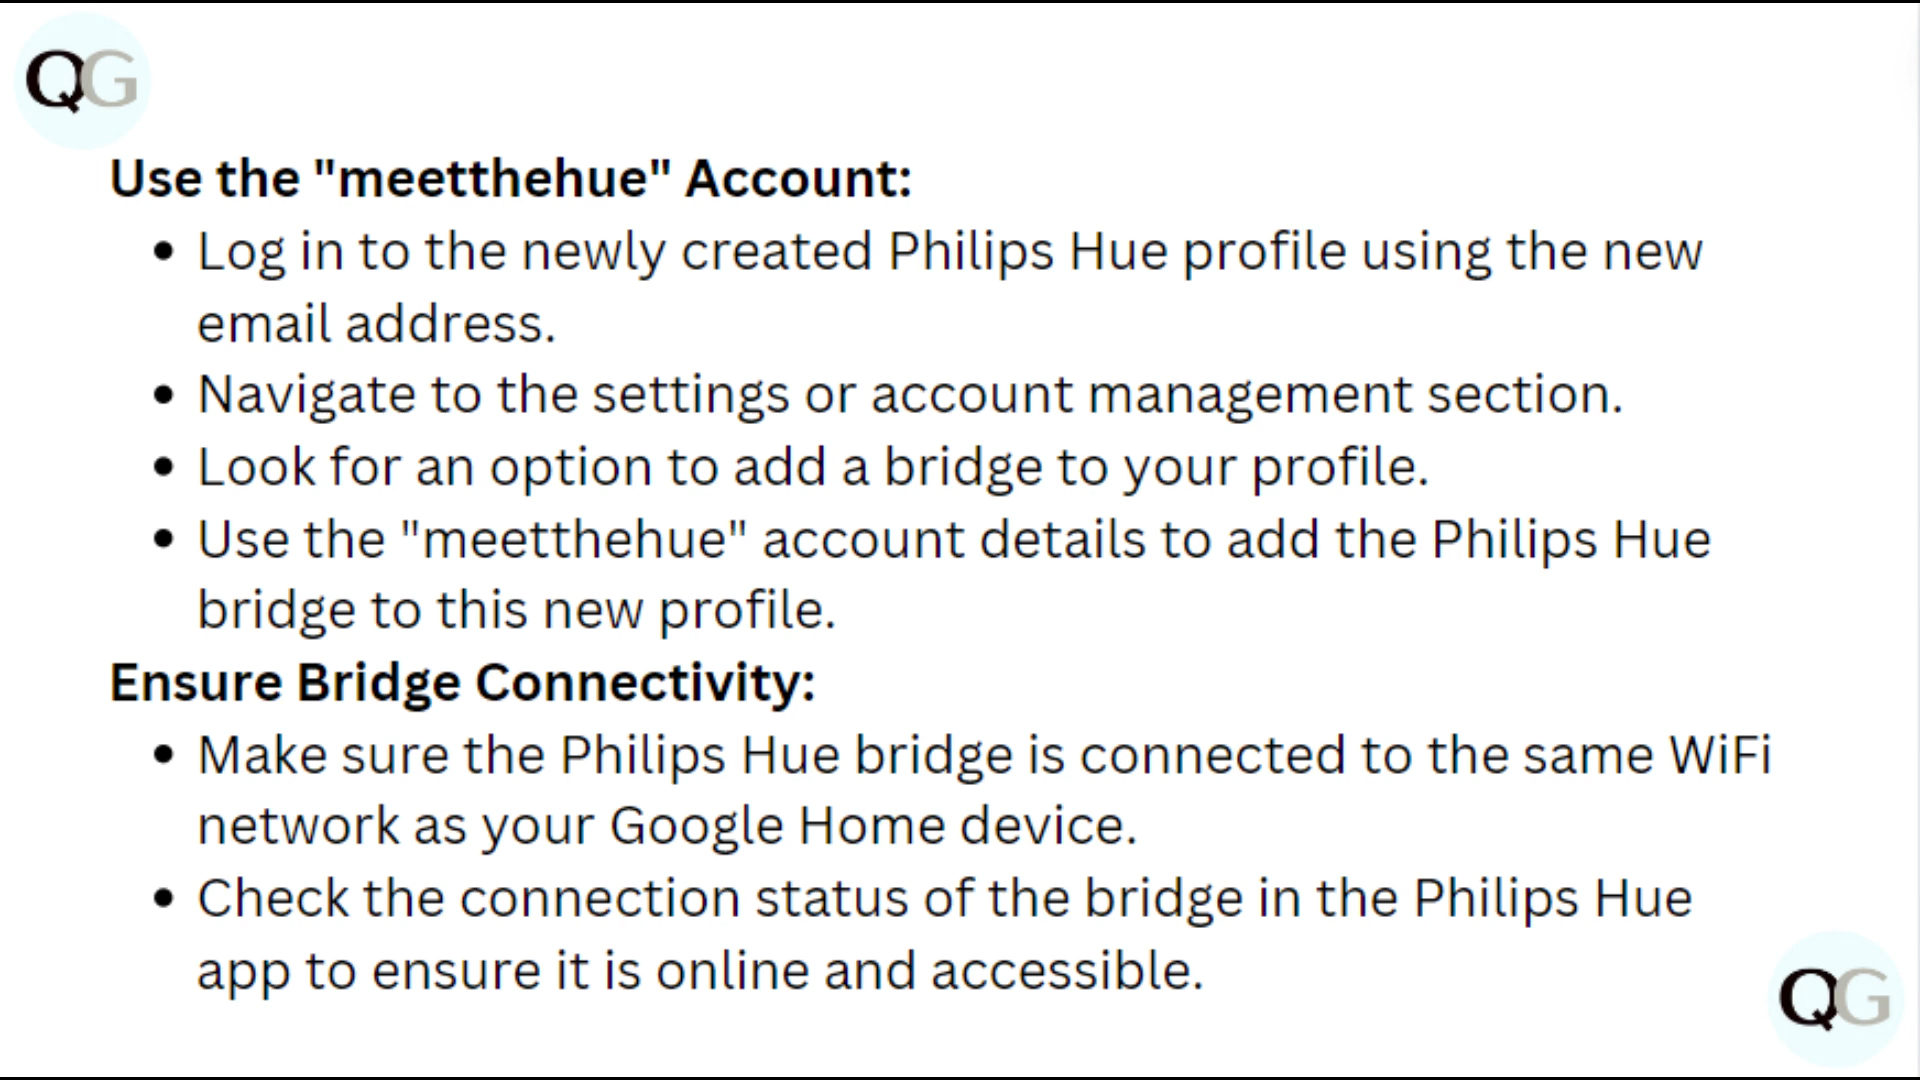 QG
Use the "meetthehue" Account:
• Log in to the newly created Philips Hue profile using the new
email address.
• Navigate to the settings or account management section.
• Look for an option to add a bridge to your profile.
• Use the "meetthehue" account details to add the Philips Hue
bridge to this new profile.
Ensure Bridge Connectivity:
• Make sure the Philips Hue bridge is connected to the same WiFi
network as your Google Home device.
• Check the connection status of the bridge in the Philips Hue
app to ensure it is online and accessible.
QG